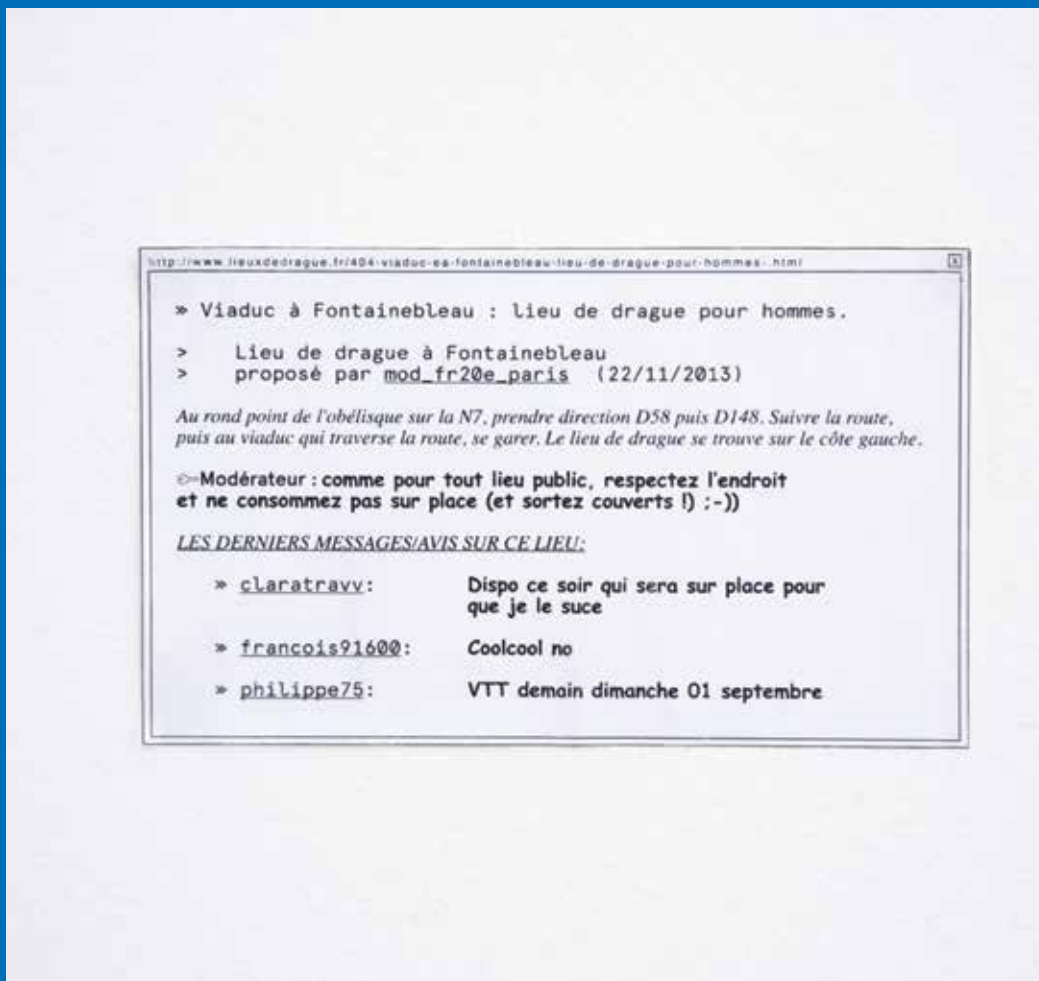 http://www.lieuxdedrague.fr/404-viaduc-ea-fontainebleau-lieu-de-drague-pour-hommes-.html
» Viaduc à Fontainebleau : lieu de drague pour hommes.
> Lieu de drague à Fontainebleau
> proposé par mod_fr20e_paris (22/11/2013)
Au rond point de l'obélisque sur la N7, prendre direction D58 puis D148. Suivre la route,
puis au viaduc qui traverse la route, se garer. Le lieu de drague se trouve sur le côte gauche.
Modérateur : comme pour tout lieu public, respectez l'endroit
et ne consommez pas sur place (et sortez couverts !) ;-))
LES DERNIERS MESSAGES/AVIS SUR CE LIEU:
» claratravv: Dispo ce soir qui sera sur place pour
que je le suce
» francois91600: Coolcool no
» philippe75: VTT demain dimanche 01 septembre